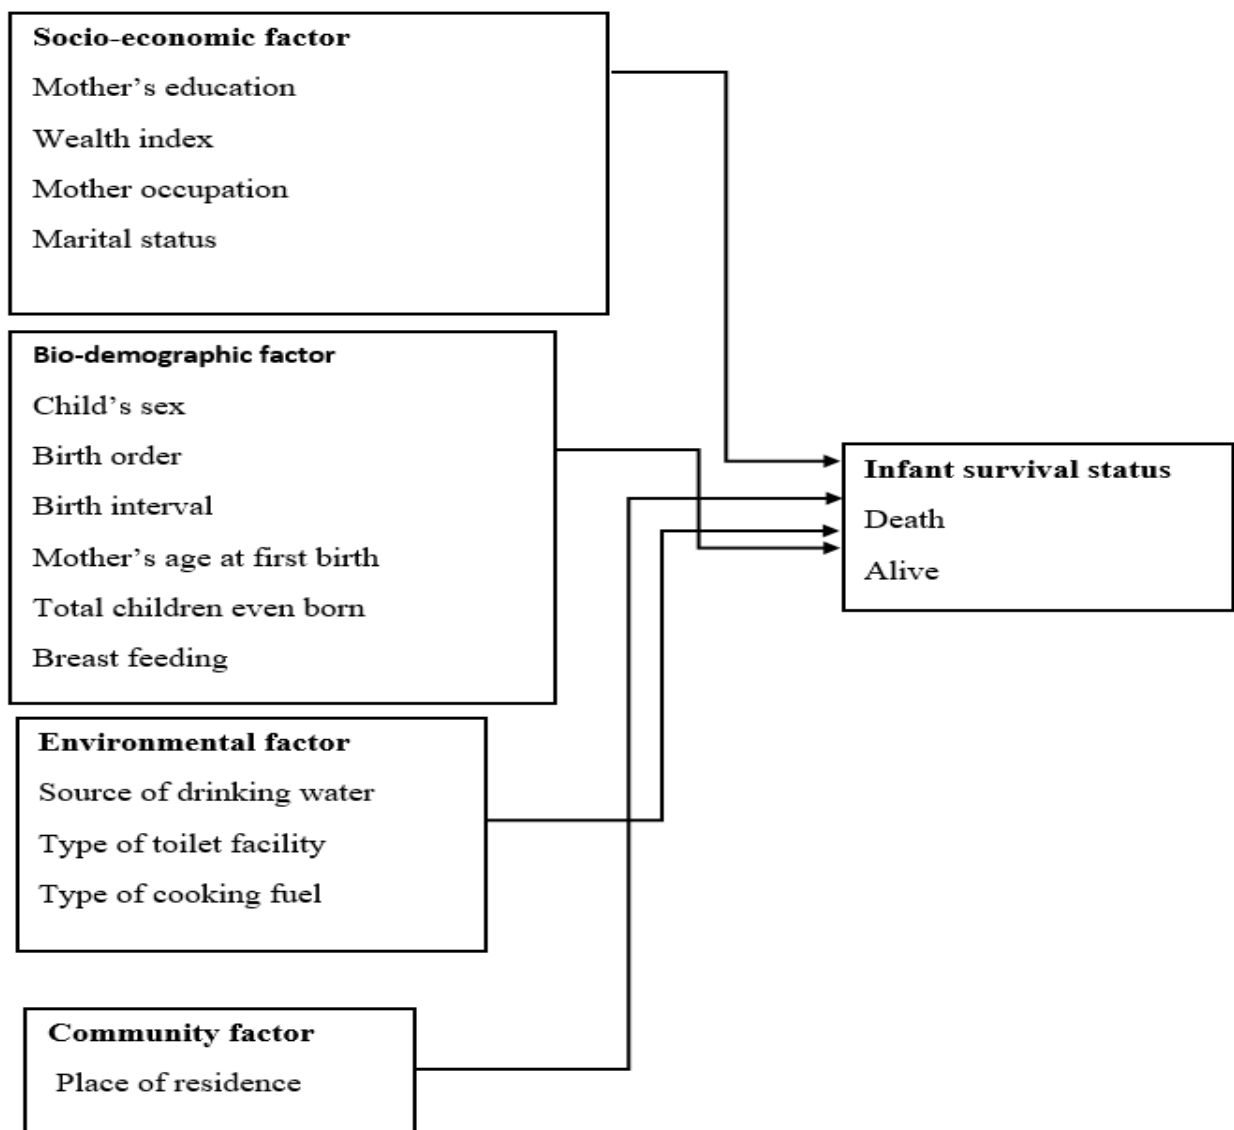 Socio-economic factor
Mother’s education
Wealth index
Mother occupation
Marital status
Bio-demographic factor
Child’s sex
Birth order
Birth interval
Mother’s age at first birth
Total children even born
Breast feeding
Environmental factor
Source of drinking water
Type of toilet facility
Type of cooking fuel
Community factor
Place of residence
Infant survival status
Death
Alive